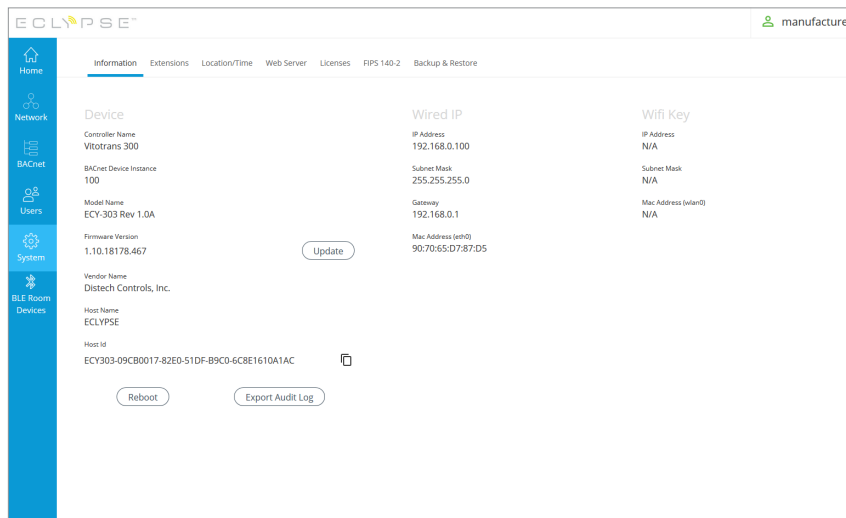 ECLYPSE™
manufacture
Home
Network
BACnet
Users
System
BLE Room
Devices
Information Extensions Location/Time Web Server Licenses FIPS 140-2 Backup & Restore
Device
Controller Name
Vitotrans 300
BACnet Device Instance
100
Model Name
ECY-303 Rev 1.0A
Firmware Version
1.10.18178.467
Update
Vendor Name
Distech Controls, Inc.
Host Name
ECLYPSE
Host Id
ECY303-09CB0017-82E0-51DF-B9C0-6C8E1610A1AC
Reboot
Export Audit Log
Wired IP
IP Address
192.168.0.100
Subnet Mask
255.255.255.0
Gateway
192.168.0.1
Mac Address (eth0)
90:70:65:D7:87:D5
Wifi Key
IP Address
N/A
Subnet Mask
N/A
Mac Address (wlan0)
N/A